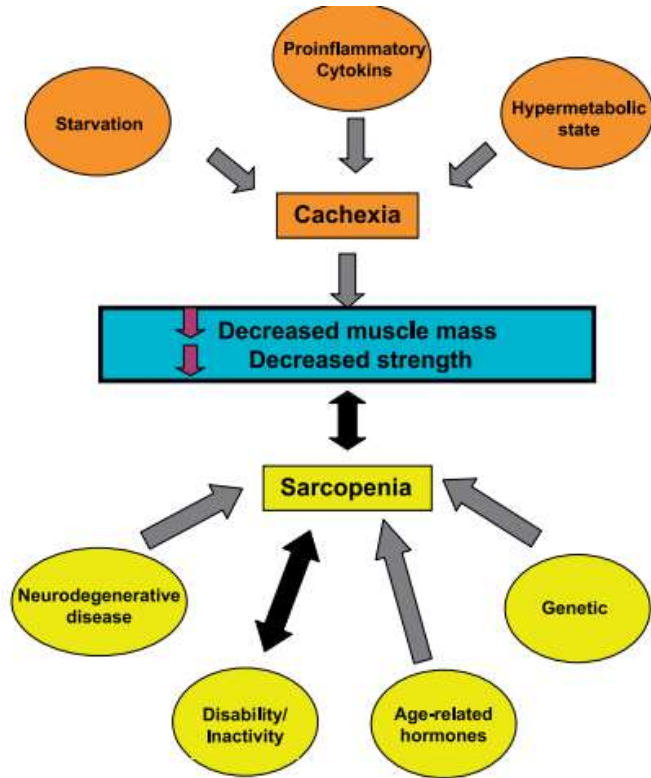 Proinflammatory
Cytokins
Starvation
Hypermetabolic
state
Cachexia
Decreased muscle mass
Decreased strength
Sarcopenia
Neurodegenerative
disease
Genetic
Disability/
Inactivity
Age-related
hormones